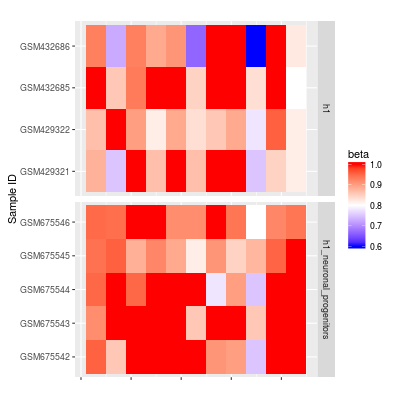 GSM432686
GSM432685
GSM429322
GSM429321
h1
GSM675546
GSM675545
GSM675544
GSM675543
GSM675542
h1_neuronal_progenitors
Sample ID
beta
1.0
0.9
0.8
0.7
0.6